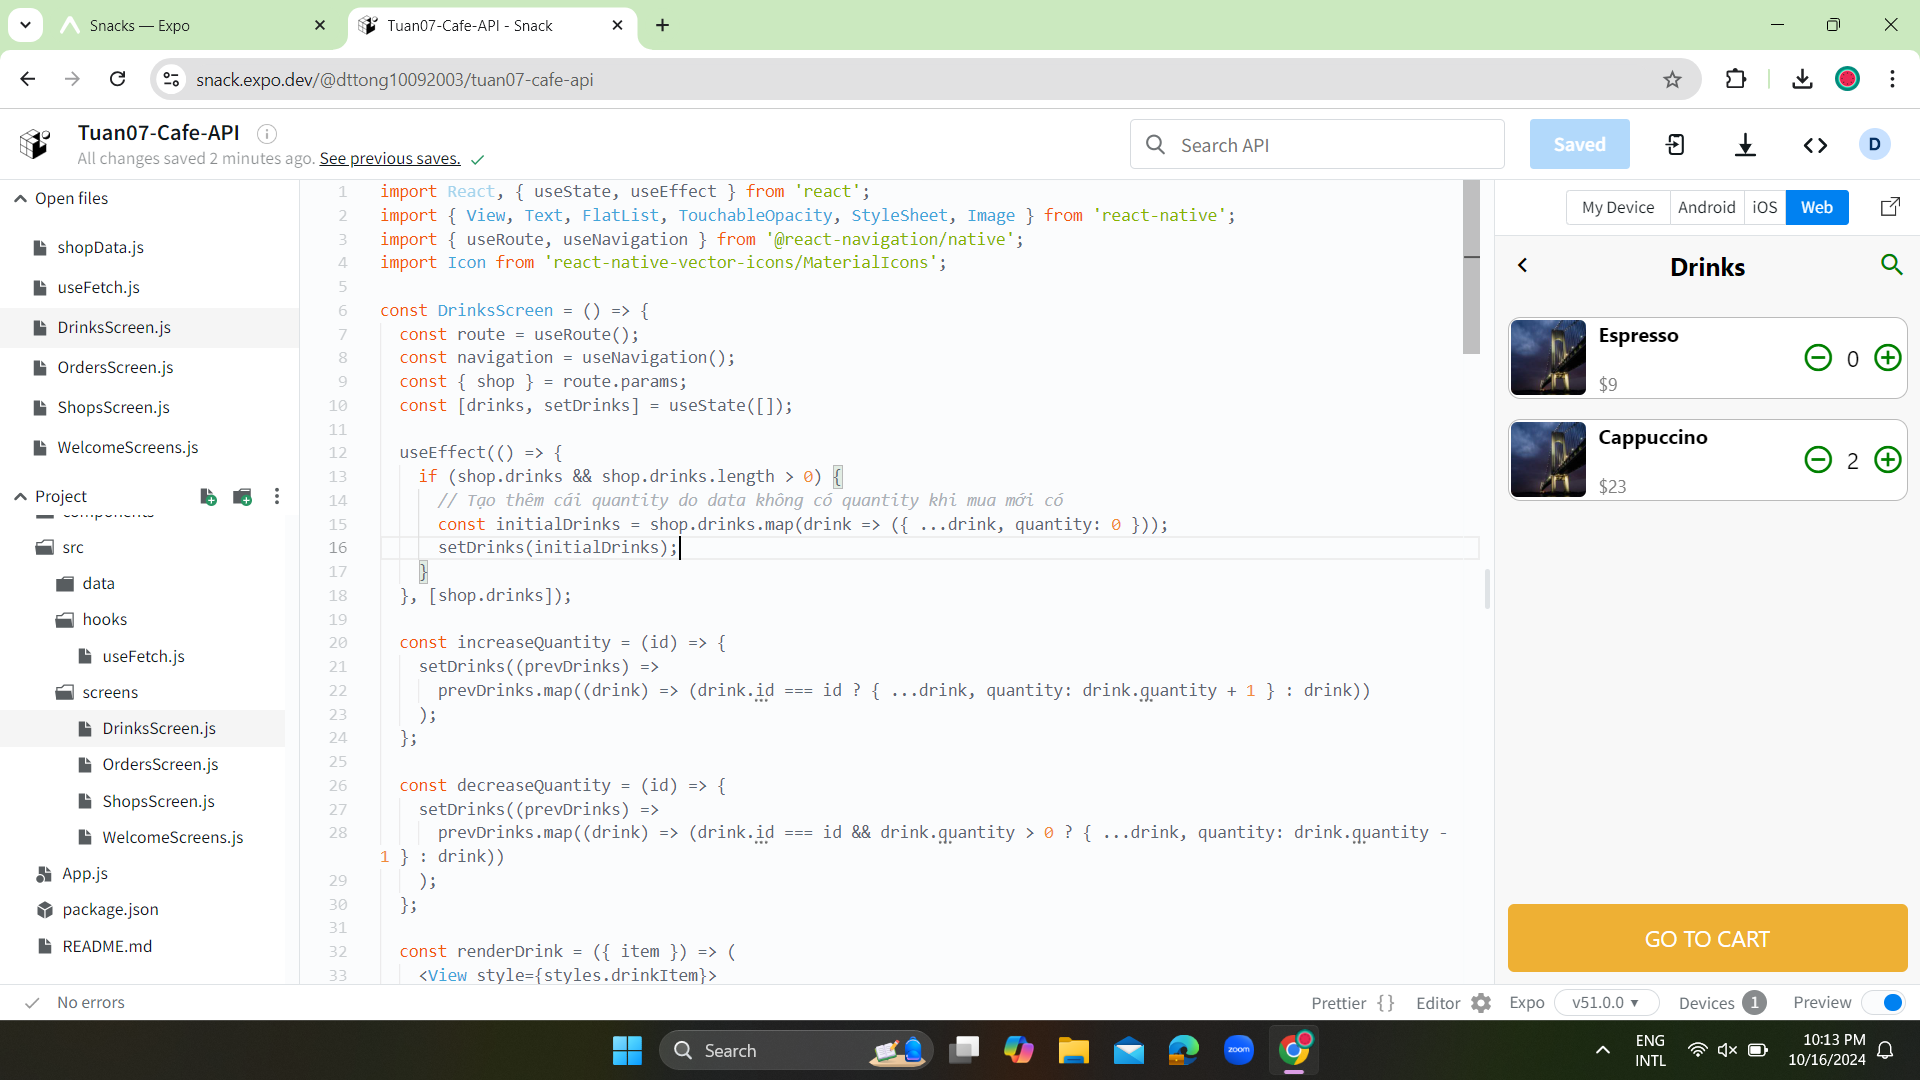 Snacks — Expo
Tuan07-Cafe-API - Snack
snack.expo.dev/@dttong10092003/tuan07-cafe-api
Tuan07-Cafe-API
All changes saved 2 minutes ago. See previous saves.
Search API
Saved
D
Open files
shopData.js
useFetch.js
DrinksScreen.js
OrdersScreen.js
ShopsScreen.js
WelcomeScreens.js
Project
components
src
data
hooks
useFetch.js
screens
DrinksScreen.js
OrdersScreen.js
ShopsScreen.js
WelcomeScreens.js
App.js
package.json
README.md
1 import React, { useState, useEffect } from 'react';
2 import { View, Text, FlatList, TouchableOpacity, StyleSheet, Image } from 'react-native';
3 import { useRoute, useNavigation } from '@react-navigation/native';
4 import Icon from 'react-native-vector-icons/MaterialIcons';
5
6 const DrinksScreen = () => {
7 const route = useRoute();
8 const navigation = useNavigation();
9 const { shop } = route.params;
10 const [drinks, setDrinks] = useState([]);
11
12 useEffect(() => {
13 if (shop.drinks && shop.drinks.length > 0) {
14 // Tạo thêm cái quantity do data không có quantity khi mua mới có
15 const initialDrinks = shop.drinks.map(drink => ({ ...drink, quantity: 0 }));
16 setDrinks(initialDrinks);
17 }
18 }, [shop.drinks]);
19
20 const increaseQuantity = (id) => {
21 setDrinks((prevDrinks) =>
22 prevDrinks.map((drink) => (drink.id === id ? { ...drink, quantity: drink.quantity + 1 } : drink))
23 );
24 };
25
26 const decreaseQuantity = (id) => {
27 setDrinks((prevDrinks) =>
28 prevDrinks.map((drink) => (drink.id === id && drink.quantity > 0 ? { ...drink, quantity: drink.quantity -
1 } : drink))
29 );
30 };
31
32 const renderDrink = ({ item }) => (
33 <View style={styles.drinkItem}>
My Device
Android
iOS
Web
Drinks
Espresso
0
$9
Cappuccino
2
$23
GO TO CART
No errors
Prettier {}
Editor
Expo
v51.0.0
Devices 1
Preview
Search
zoom
ENG
INTL
10:13 PM
10/16/2024